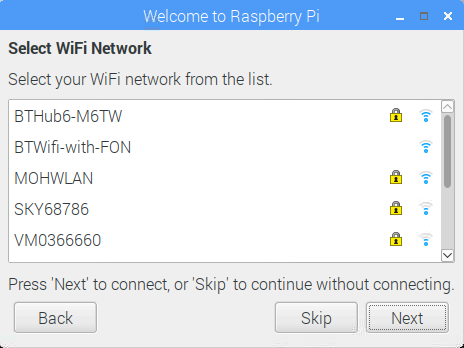 Welcome to Raspberry Pi
Select WiFi Network
Select your WiFi network from the list.
BTHub6-M6TW
BTWifi-with-FON
MOHWLAN
SKY68786
VM0366660
Press 'Next' to connect, or 'Skip' to continue without connecting.
Back Skip Next